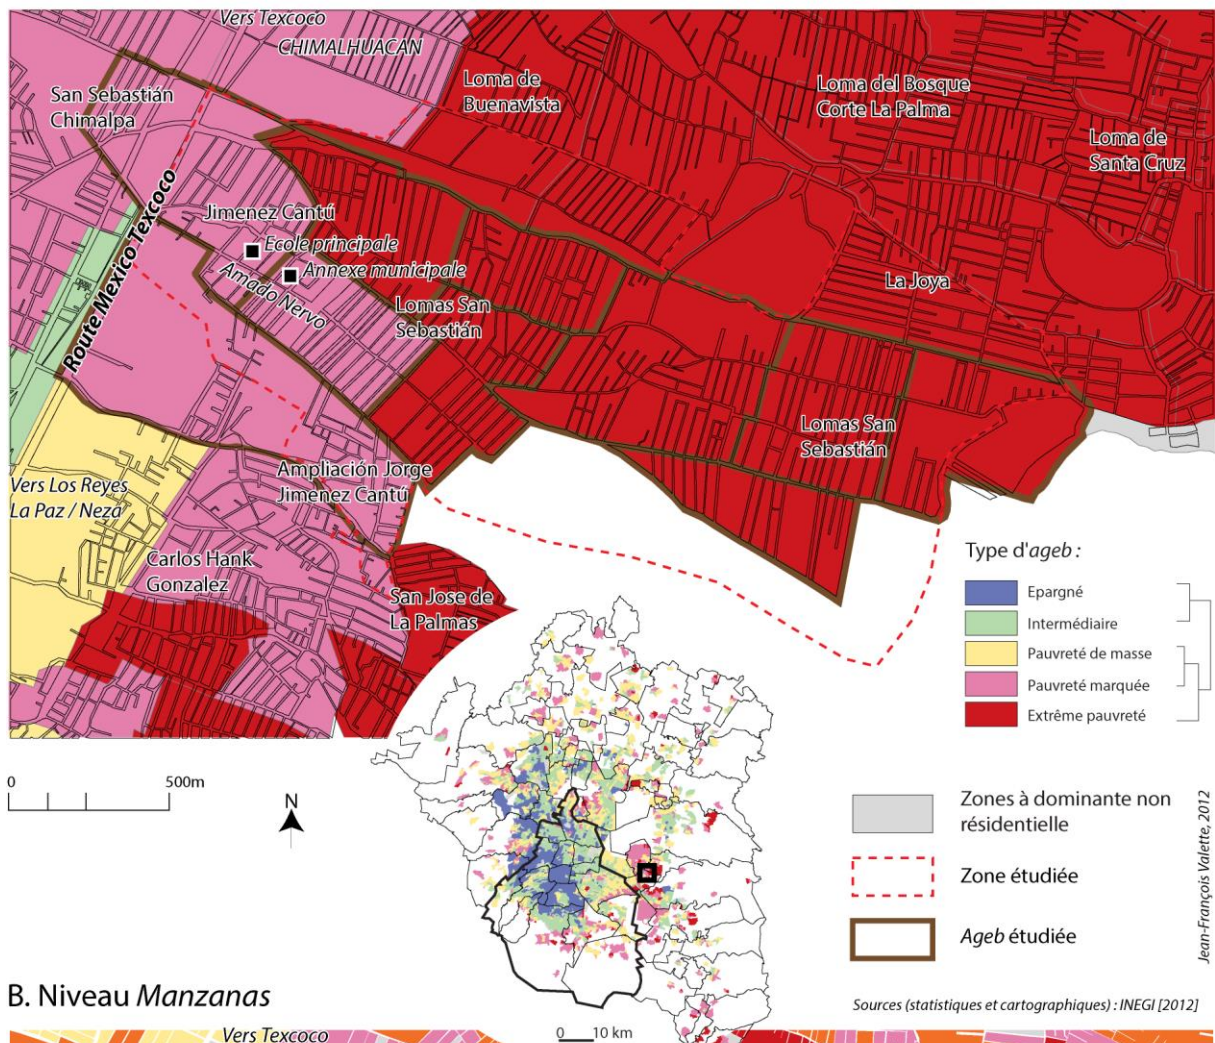 Vers Texcoco
CHIMALHUACAN
San Sebastián
Chimalpa
Loma de
Buenavista
Loma del Bosque
Corte La Palma
Loma de
Santa Cruz
Route Mexico Texcoco
Jimenez Cantú
Ecole principale
Annexe municipale
Amado Nervo
Lomas San
Sebastián
La Joya
Lomas San
Sebastián
Ampliación Jorge
Jimenez Cantú
Vers Los Reyes
La Paz / Neza
Carlos Hank
Gonzalez
San Jose de
La Palmas
Type d'ageb :
Epargné
Intermédiaire
Pauvreté de masse
Pauvreté marquée
Extrême pauvreté
0 500m
N
Zones à dominante non
résidentielle
Zone étudiée
Ageb étudiée
Jean-François Valette, 2012
B. Niveau Manzanas
Sources (statistiques et cartographiques) : INEGI [2012]
0 10 km
Vers Texcoco